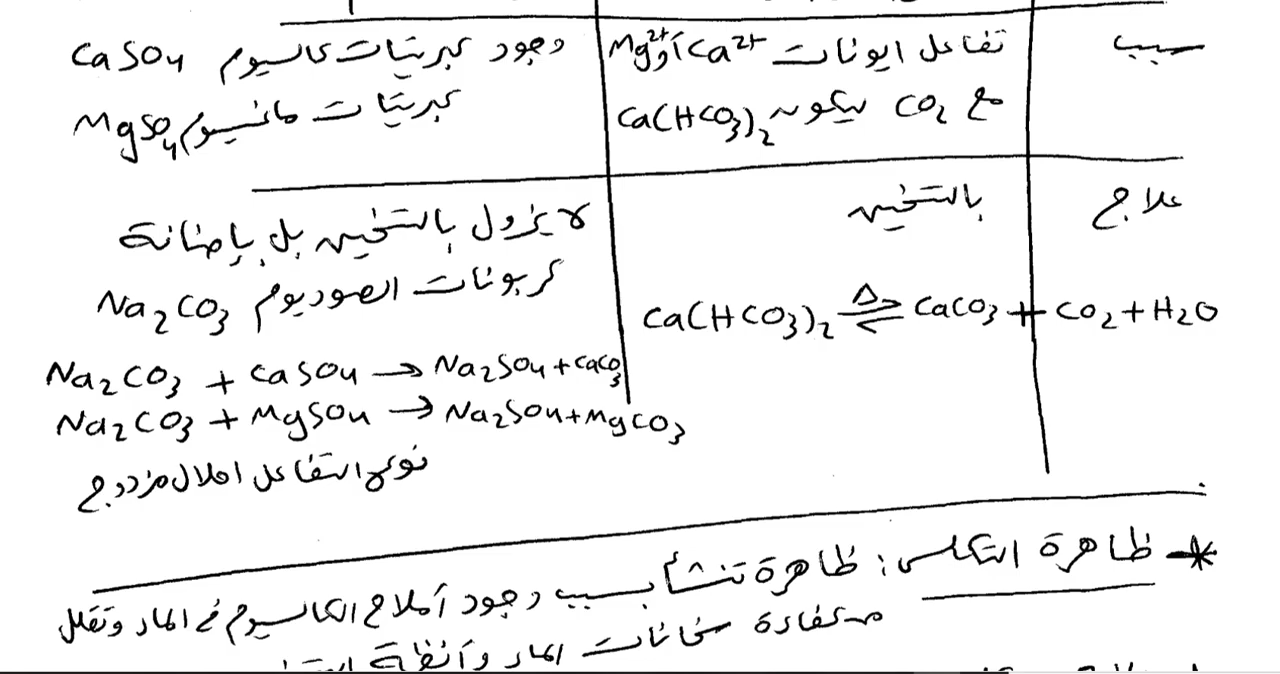 سبب
تفاعل ايونات Ca²⁺ أو Mg²⁺
مع CO₂ ليكون Ca(HCO₃)₂
وجود كبريتات كالسيوم CaSO₄
كبريتات مانسيوم MgSO₄
علاج
بالتسخين
Ca(HCO₃)₂ ⇌ Δ CaCO₃ + CO₂ + H₂O
لا يزول بالتسخين بل بإضافة
كربونات الصوديوم Na₂CO₃
Na₂CO₃ + CaSO₄ → Na₂SO₄ + CaCO₃
Na₂CO₃ + MgSO₄ → Na₂SO₄ + MgCO₃
نوع التفاعل احلال مزدوج
* ظاهرة التكلس: ظاهرة تنشأ بسبب وجود أملاح الكالسيوم في الماء وتقلل
من كفاءة سخانات الماء وأنظمة